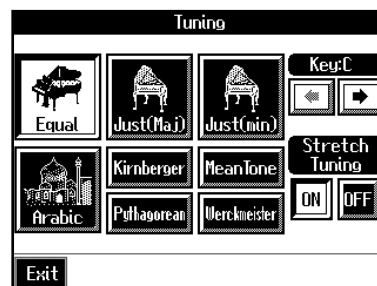 Tuning
Equal
Just(Maj)
Just(min)
Key:C
Arabic
Kirnberger
MeanTone
Pythagorean
Werckmeister
Stretch
Tuning
ON
OFF
Exit